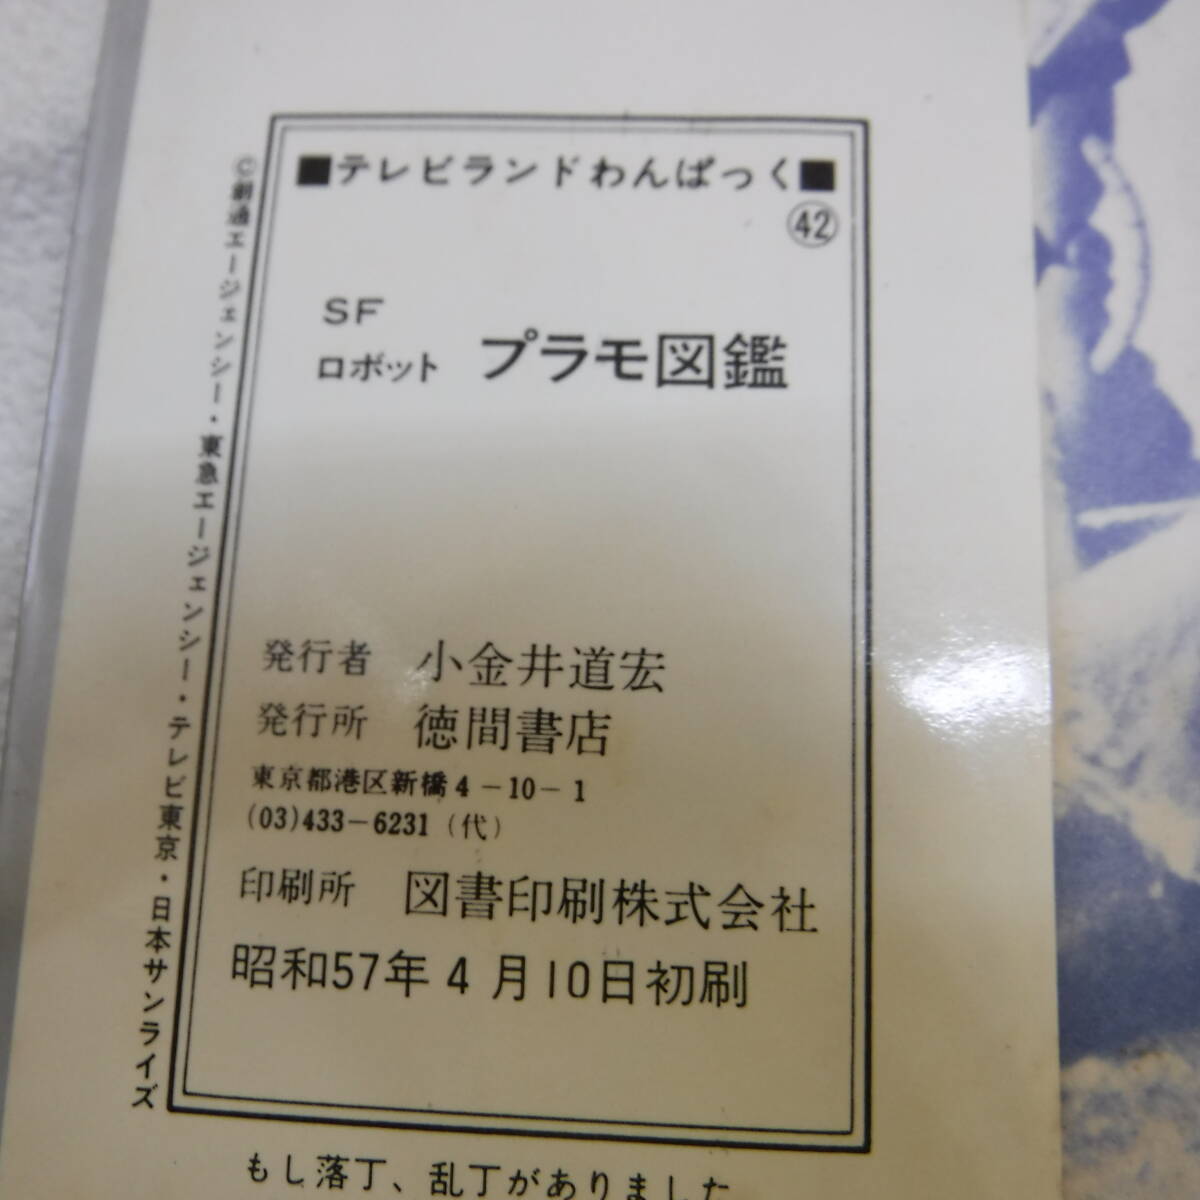 ■テレビランドわんぱっく■
㊷
SF
ロボット プラモ図鑑
発行者 小金井道宏
発行所 徳間書店
東京都港区新橋4-10-1
(03)433-6231(代)
印刷所 図書印刷株式会社
昭和57年4月10日初刷
©創通エージェンシー・東急エージェンシー・テレビ東京・日本サンライズ
もし落丁、乱丁がありました